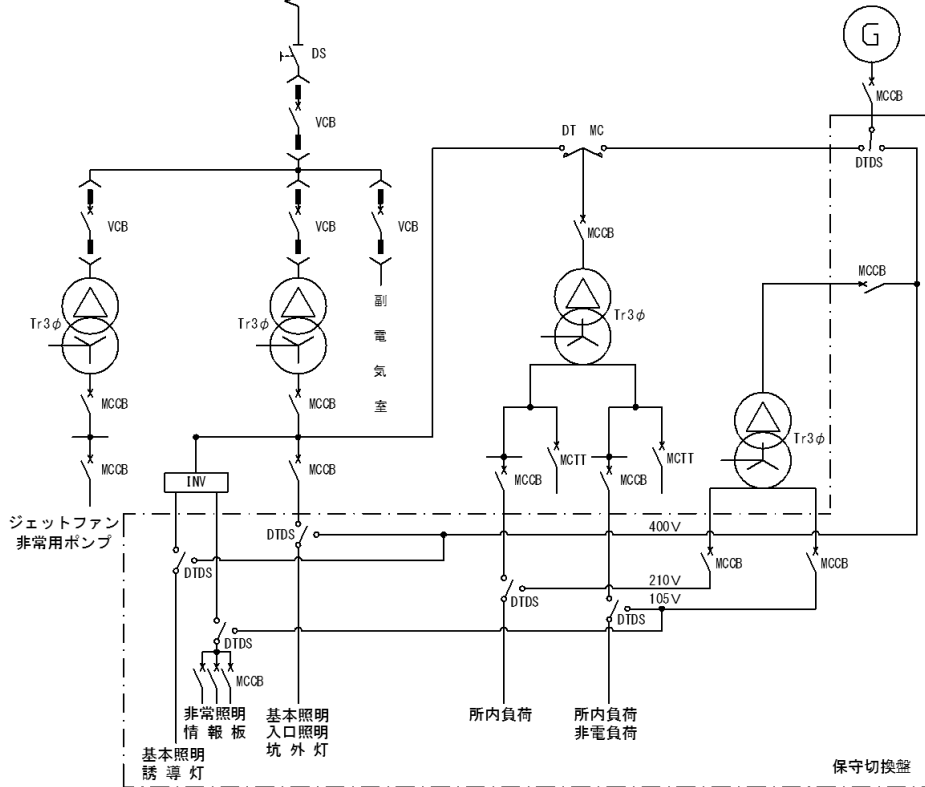 DS
G
MCCB
VCB
DT MC
DTDS
VCB
VCB
VCB
MCCB
MCCB
副電気室
Tr3φ
Tr3φ
Tr3φ
MCCB
MCCB
Tr3φ
MCCB
MCCB
MCTT
MCTT
MCCB
MCCB
INV
ジェットファン
非常用ポンプ
DTDS
400V
DTDS
MCCB
MCCB
210V
DTDS
105V
DTDS
DTDS
MCCB
非常照明
情報板
基本照明
入口照明
坑外灯
所内負荷
所内負荷
非電負荷
基本照明
誘導灯
保守切換盤